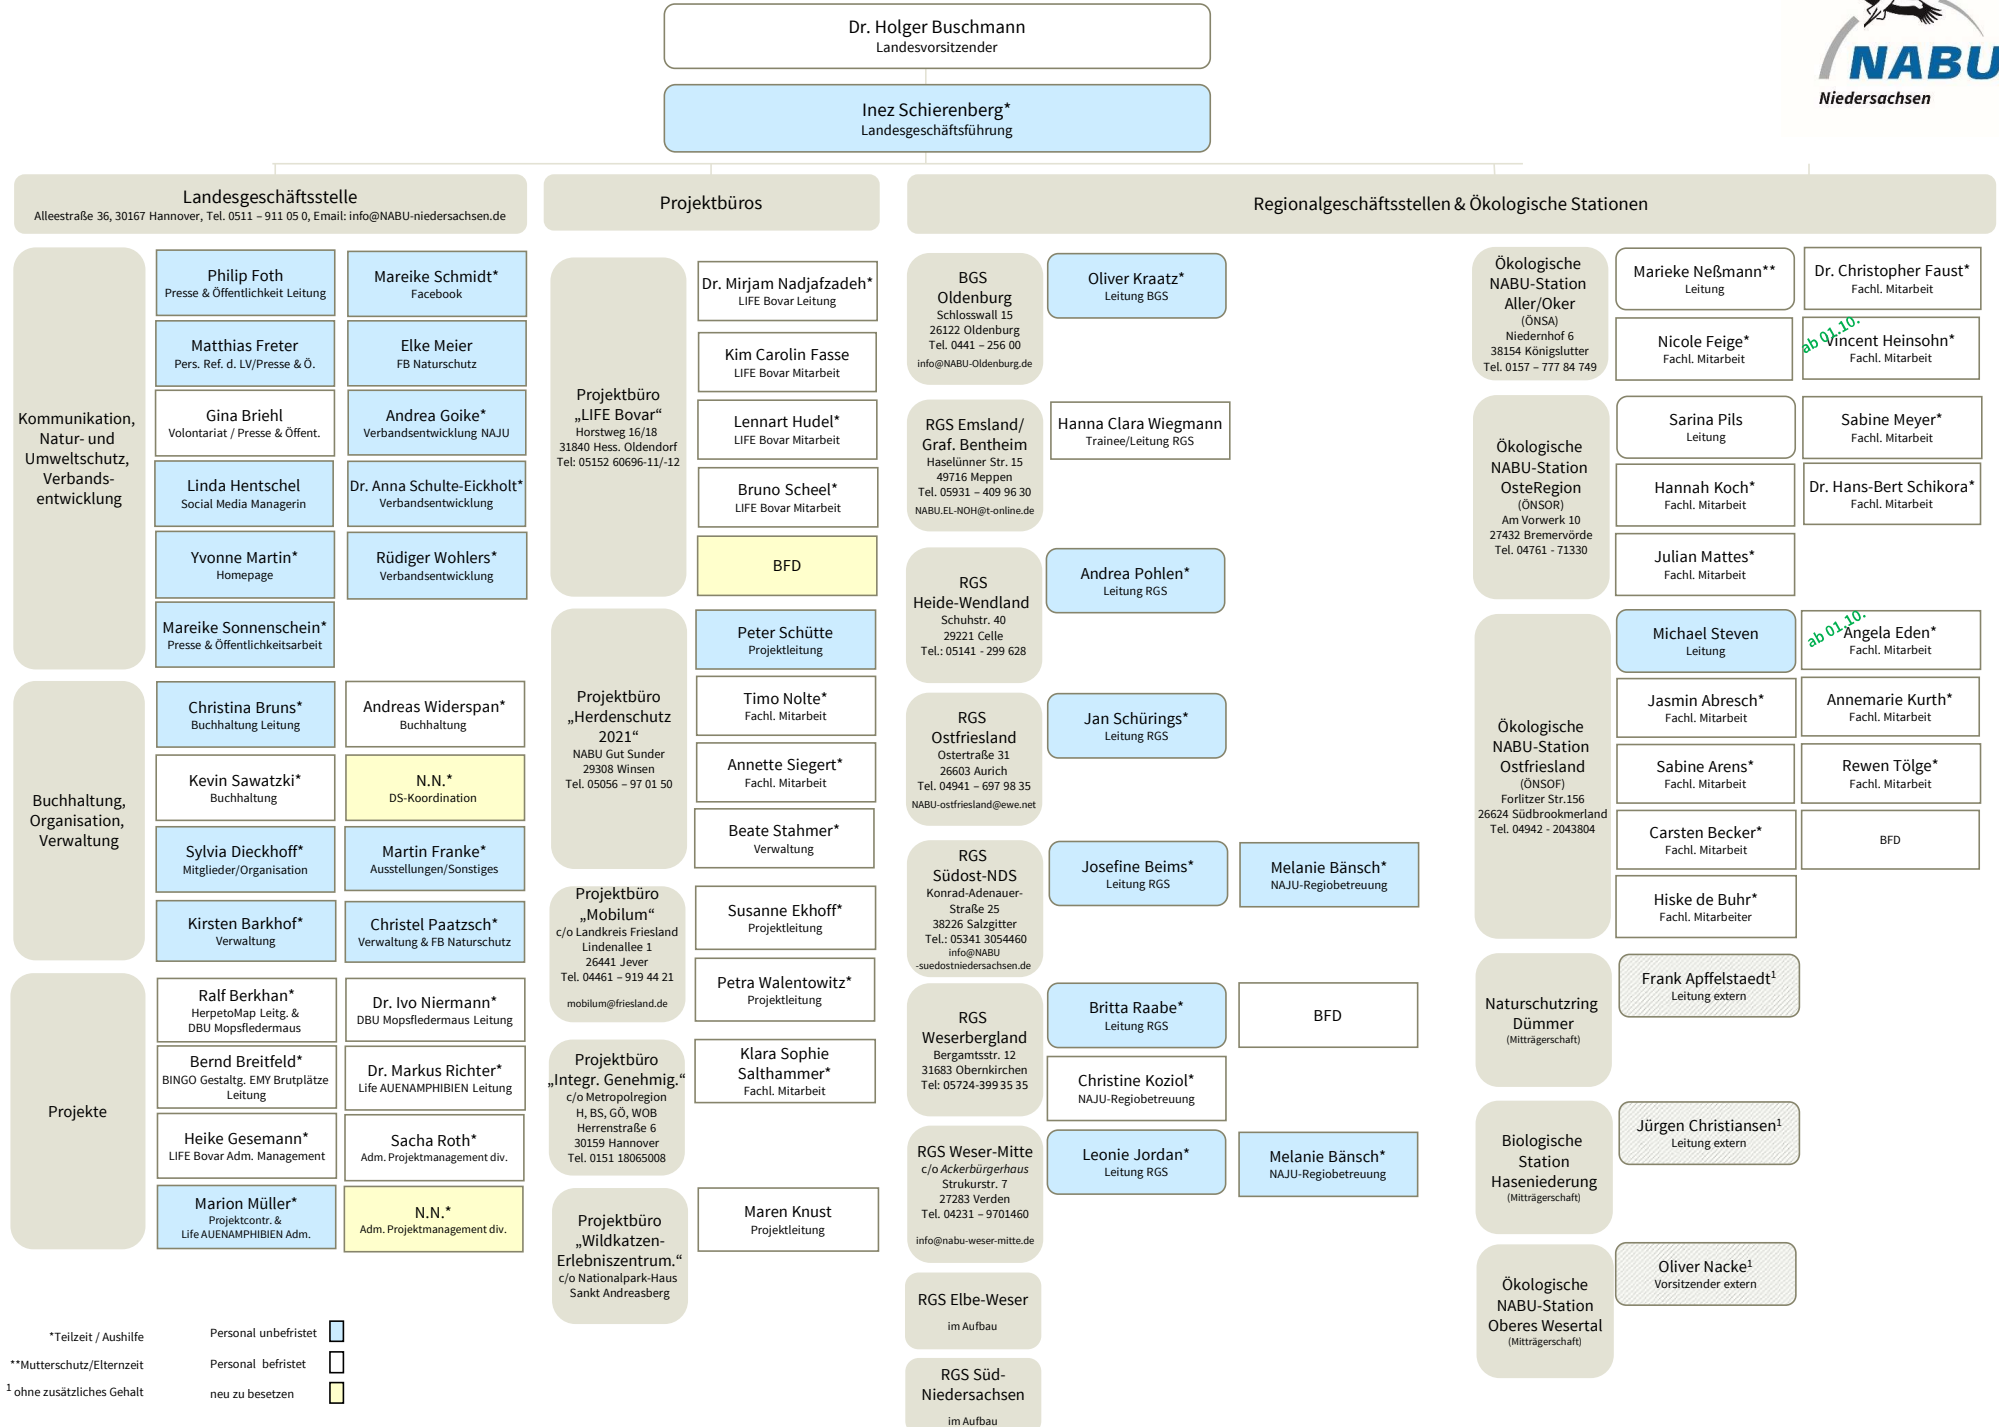 Dr. Holger Buschmann
Landesvorsitzender
NABU
Niedersachsen
Inez Schierenberg*
Landesgeschäftsführung
Landesgeschäftsstelle
Alleestraße 36, 30167 Hannover, Tel. 0511 – 911 05 0, Email: info@NABU-niedersachsen.de
Projektbüros
Regionalgeschäftsstellen & Ökologische Stationen
Kommunikation,
Natur- und
Umweltschutz,
Verbands-
entwicklung
Philip Foth
Presse & Öffentlichkeit Leitung
Mareike Schmidt*
Facebook
Matthias Freter
Pers. Ref. d. LV/Presse & Ö.
Elke Meier
FB Naturschutz
Gina Briehl
Volontariat / Presse & Öffent.
Andrea Goike*
Verbandsentwicklung NAJU
Linda Hentschel
Social Media Managerin
Dr. Anna Schulte-Eickholt*
Verbandsentwicklung
Yvonne Martin*
Homepage
Rüdiger Wohlers*
Verbandsentwicklung
Mareike Sonnenschein*
Presse & Öffentlichkeitsarbeit
Buchhaltung,
Organisation,
Verwaltung
Christina Bruns*
Buchhaltung Leitung
Andreas Widerspan*
Buchhaltung
Kevin Sawatzki*
Buchhaltung
N.N.*
DS-Koordination
Sylvia Dieckhoff*
Mitglieder/Organisation
Martin Franke*
Ausstellungen/Sonstiges
Kirsten Barkhof*
Verwaltung
Christel Paatzsch*
Verwaltung & FB Naturschutz
Projekte
Ralf Berkhan*
HerpetoMap Leitg. &
DBU Mopsfledermaus
Dr. Ivo Niermann*
DBU Mopsfledermaus Leitung
Bernd Breitfeld*
BINGO Gestaltg. EMY Brutplätze
Leitung
Dr. Markus Richter*
Life AUENAMPHIBIEN Leitung
Heike Gesemann*
LIFE Bovar Adm. Management
Sacha Roth*
Adm. Projektmanagement div.
Marion Müller*
Projektcontr. &
Life AUENAMPHIBIEN Adm.
N.N.*
Adm. Projektmanagement div.
*Teilzeit / Aushilfe
Personal unbefristet
**Mutterschutz/Elternzeit
Personal befristet
1 ohne zusätzliches Gehalt
neu zu besetzen
Projektbüro
„LIFE Bovar“
Horstweg 16/18
31840 Hess. Oldendorf
Tel: 05152 60696-11/-12
Dr. Mirjam Nadjafzadeh*
LIFE Bovar Leitung
Kim Carolin Fasse
LIFE Bovar Mitarbeit
Lennart Hudel*
LIFE Bovar Mitarbeit
Bruno Scheel*
LIFE Bovar Mitarbeit
BFD
Projektbüro
„Herdenschutz
2021“
NABU Gut Sunder
29308 Winsen
Tel. 05056 – 97 01 50
Peter Schütte
Projektleitung
Timo Nolte*
Fachl. Mitarbeit
Annette Siegert*
Fachl. Mitarbeit
Beate Stahmer*
Verwaltung
Projektbüro
„Mobilum“
c/o Landkreis Friesland
Lindenallee 1
26441 Jever
Tel. 04461 – 919 44 21
mobilum@friesland.de
Susanne Ekhoff*
Projektleitung
Petra Walentowitz*
Projektleitung
Projektbüro
„Integr. Genehmig.“
c/o Metropolregion
H, BS, GÖ, WOB
Herrenstraße 6
30159 Hannover
Tel. 0151 18065008
Klara Sophie
Salthammer*
Fachl. Mitarbeit
Projektbüro
„Wildkatzen-
Erlebniszentrum.“
c/o Nationalpark-Haus
Sankt Andreasberg
Maren Knust
Projektleitung
BGS
Oldenburg
Schlosswall 15
26122 Oldenburg
Tel. 0441 – 256 00
info@NABU-Oldenburg.de
Oliver Kraatz*
Leitung BGS
RGS Emsland/
Graf. Bentheim
Haselünner Str. 15
49716 Meppen
Tel. 05931 – 409 96 30
NABU.EL-NOH@t-online.de
Hanna Clara Wiegmann
Trainee/Leitung RGS
RGS
Heide-Wendland
Schuhstr. 40
29221 Celle
Tel.: 05141 - 299 628
Andrea Pohlen*
Leitung RGS
RGS
Ostfriesland
Ostertraße 31
26603 Aurich
Tel. 04941 – 697 98 35
NABU-ostfriesland@ewe.net
Jan Schürings*
Leitung RGS
RGS
Südost-NDS
Konrad-Adenauer-
Straße 25
38226 Salzgitter
Tel.: 05341 3054460
info@NABU
-suedostniedersachsen.de
Josefine Beims*
Leitung RGS
Melanie Bänsch*
NAJU-Regiobetreuung
RGS
Weserbergland
Bergamtsstr. 12
31683 Obernkirchen
Tel: 05724-399 35 35
Britta Raabe*
Leitung RGS
BFD
Christine Koziol*
NAJU-Regiobetreuung
RGS Weser-Mitte
c/o Ackerbürgerhaus
Strukurstr. 7
27283 Verden
Tel. 04231 – 9701460
info@nabu-weser-mitte.de
Leonie Jordan*
Leitung RGS
Melanie Bänsch*
NAJU-Regiobetreuung
RGS Elbe-Weser
im Aufbau
RGS Süd-
Niedersachsen
im Aufbau
Ökologische
NABU-Station
Aller/Oker
(ÖNSA)
Niedernhof 6
38154 Königslutter
Tel. 0157 – 777 84 749
Marieke Neßmann**
Leitung
Dr. Christopher Faust*
Fachl. Mitarbeit
Nicole Feige*
Fachl. Mitarbeit
ab 01.10.
Vincent Heinsohn*
Fachl. Mitarbeit
Ökologische
NABU-Station
OsteRegion
(ÖNSOR)
Am Vorwerk 10
27432 Bremervörde
Tel. 04761 - 71330
Sarina Pils
Leitung
Sabine Meyer*
Fachl. Mitarbeit
Hannah Koch*
Fachl. Mitarbeit
Dr. Hans-Bert Schikora*
Fachl. Mitarbeit
Julian Mattes*
Fachl. Mitarbeit
Ökologische
NABU-Station
Ostfriesland
(ÖNSOF)
Forlitzer Str.156
26624 Südbrookmerland
Tel. 04942 - 2043804
Michael Steven
Leitung
ab 01.10.
Angela Eden*
Fachl. Mitarbeit
Jasmin Abresch*
Fachl. Mitarbeit
Annemarie Kurth*
Fachl. Mitarbeit
Sabine Arens*
Fachl. Mitarbeit
Rewen Tölge*
Fachl. Mitarbeit
Carsten Becker*
Fachl. Mitarbeit
BFD
Hiske de Buhr*
Fachl. Mitarbeiter
Naturschutzring
Dümmer
(Mitträgerschaft)
Frank Apffelstaedt1
Leitung extern
Biologische
Station
Haseniederung
(Mitträgerschaft)
Jürgen Christiansen1
Leitung extern
Ökologische
NABU-Station
Oberes Wesertal
(Mitträgerschaft)
Oliver Nacke1
Vorsitzender extern